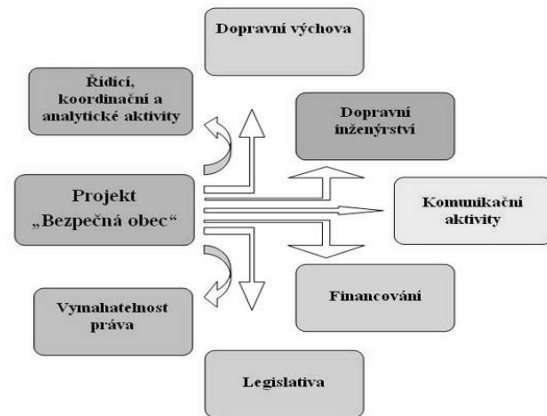 Dopravní výchova
Řídicí,
koordinační a
analytické aktivity
Dopravní
inženýrství
Projekt
„Bezpečná obec“
Komunikační
aktivity
Vymahatelnost
práva
Financování
Legislativa